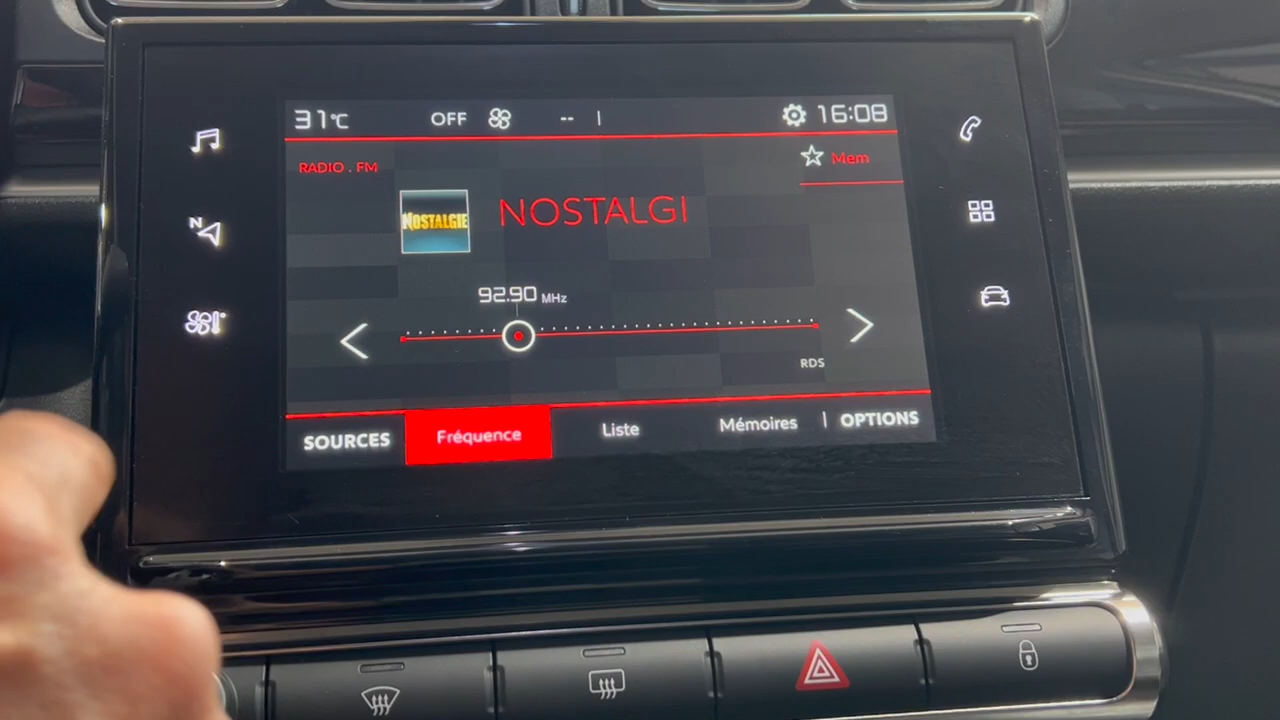 31°C OFF -- | 16:08
RADIO . FM
Mem
NOSTALGIE
NOSTALGI
N
92.90 MHz
RDS
SOURCES Fréquence Liste Mémoires | OPTIONS